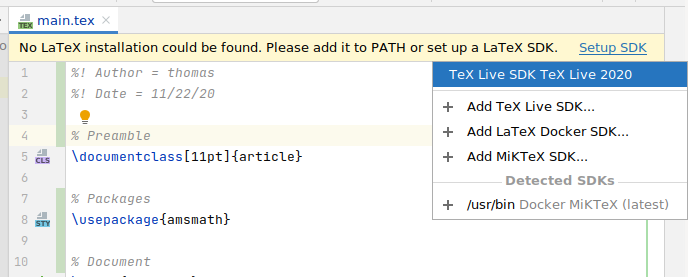 main.tex
No LaTeX installation could be found. Please add it to PATH or set up a LaTeX SDK. Setup SDK
TeX Live SDK TeX Live 2020
Add TeX Live SDK...
Add LaTeX Docker SDK...
Add MiKTeX SDK...
Detected SDKs
/usr/bin Docker MiKTeX (latest)
1 %! Author = thomas
2 %! Date = 11/22/20
3
4 % Preamble
5 \documentclass[11pt]{article}
6
7 % Packages
8 \usepackage{amsmath}
9
10 % Document